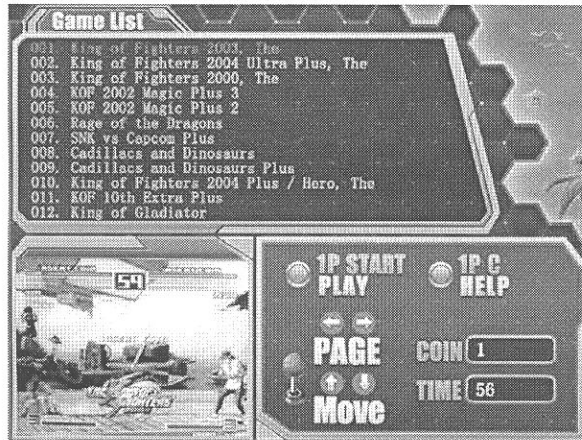 Game List
001. King of Fighters 2003, The
002. King of Fighters 2004 Ultra Plus, The
003. King of Fighters 2000, The
004. KOF 2002 Magic Plus 3
005. KOF 2002 Magic Plus 2
006. Rage of the Dragons
007. SNK vs Capcom Plus
008. Cadillacs and Dinosaurs
009. Cadillacs and Dinosaurs Plus
010. King of Fighters 2004 Plus / Hero, The
011. KOF 10th Extra Plus
012. King of Gladiator
59
1P START
PLAY
1P C
HELP
PAGE
COIN 1
TIME 56
Move